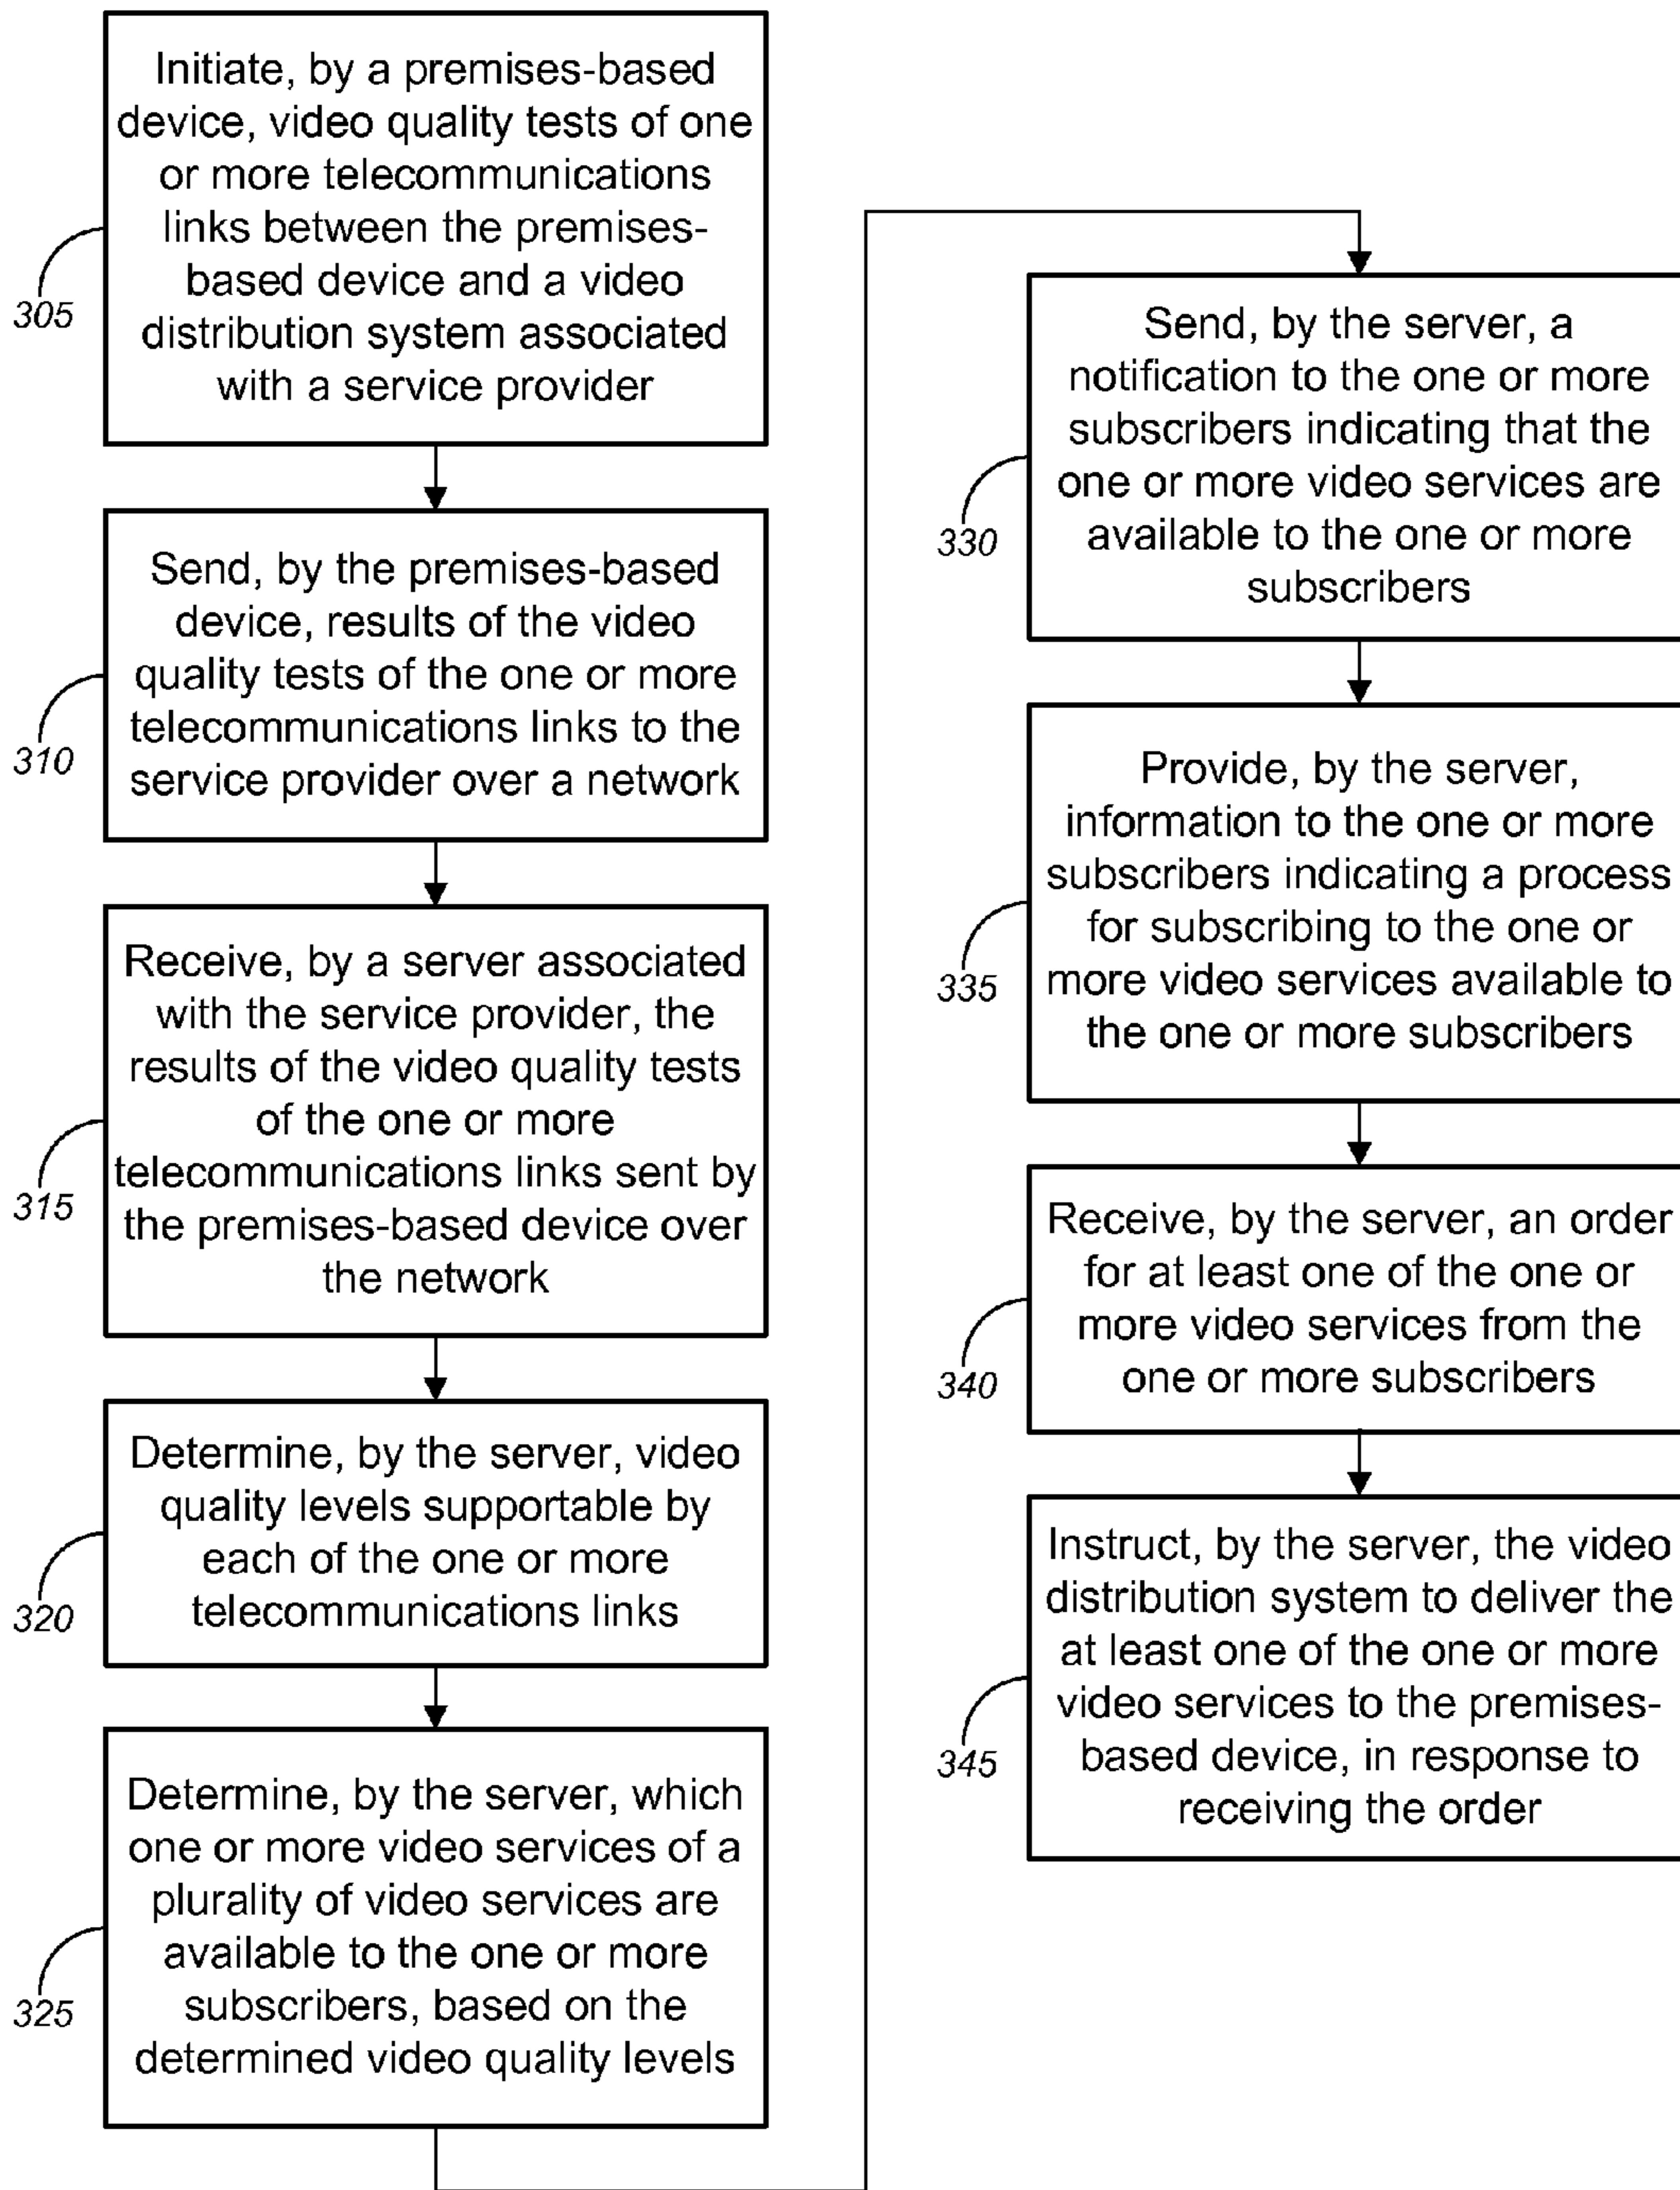 Initiate, by a premises-based
device, video quality tests of one
or more telecommunications
links between the premises-
based device and a video
distribution system associated
with a service provider
305
Send, by the premises-based
device, results of the video
quality tests of the one or more
telecommunications links to the
service provider over a network
310
Receive, by a server associated
with the service provider, the
results of the video quality tests
of the one or more
telecommunications links sent by
the premises-based device over
the network
315
Determine, by the server, video
quality levels supportable by
each of the one or more
telecommunications links
320
Determine, by the server, which
one or more video services of a
plurality of video services are
available to the one or more
subscribers, based on the
determined video quality levels
325
Send, by the server, a
notification to the one or more
subscribers indicating that the
one or more video services are
available to the one or more
subscribers
330
Provide, by the server,
information to the one or more
subscribers indicating a process
for subscribing to the one or
more video services available to
the one or more subscribers
335
Receive, by the server, an order
for at least one of the one or
more video services from the
one or more subscribers
340
Instruct, by the server, the video
distribution system to deliver the
at least one of the one or more
video services to the premises-
based device, in response to
receiving the order
345